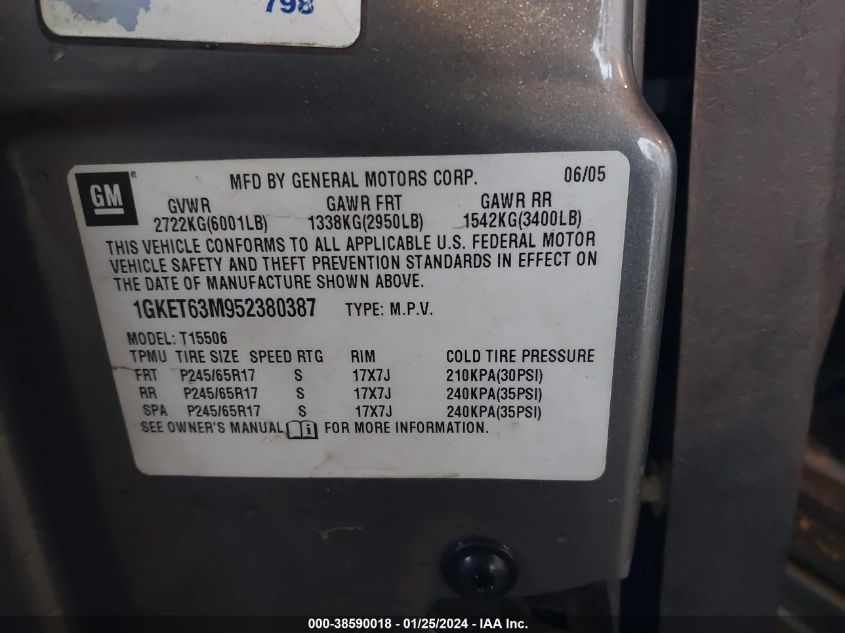 798
GM
MFD BY GENERAL MOTORS CORP. 06/05
GVWR GAWR FRT GAWR RR
2722KG(6001LB) 1338KG(2950LB) 1542KG(3400LB)
THIS VEHICLE CONFORMS TO ALL APPLICABLE U.S. FEDERAL MOTOR
VEHICLE SAFETY AND THEFT PREVENTION STANDARDS IN EFFECT ON
THE DATE OF MANUFACTURE SHOWN ABOVE.
1GKET63M952380387 TYPE: M.P.V.
MODEL: T15506
TPMU TIRE SIZE SPEED RTG RIM COLD TIRE PRESSURE
FRT P245/65R17 S 17X7J 210KPA(30PSI)
RR P245/65R17 S 17X7J 240KPA(35PSI)
SPA P245/65R17 S 17X7J 240KPA(35PSI)
SEE OWNER'S MANUAL FOR MORE INFORMATION.
000-38590018 - 01/25/2024 - IAA Inc.